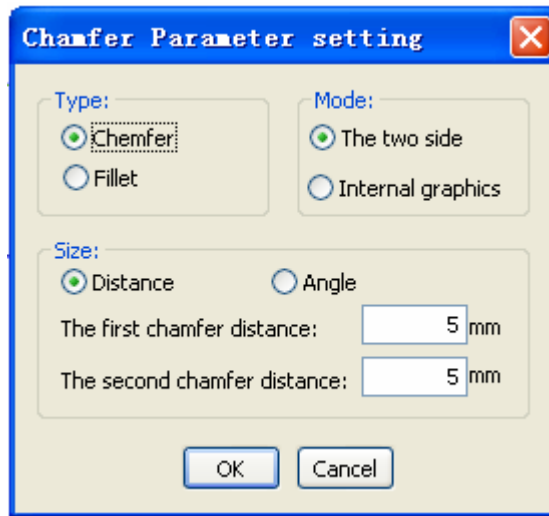 Chamfer Parameter setting
Type:
Chemfer
Fillet
Mode:
The two side
Internal graphics
Size:
Distance
Angle
The first chamfer distance: 5 mm
The second chamfer distance: 5 mm
OK
Cancel